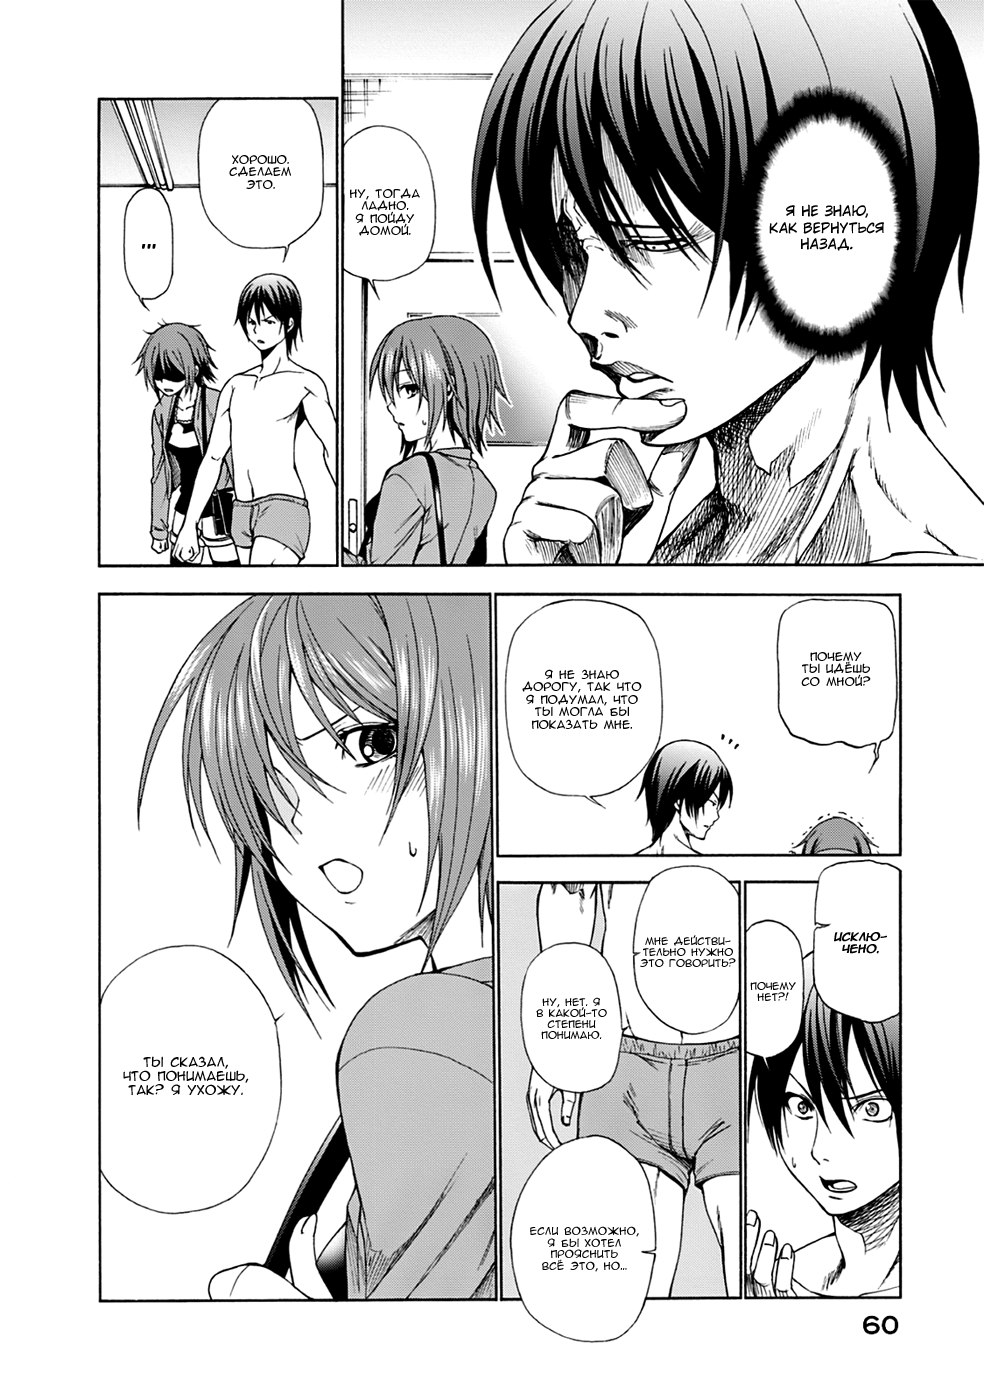 Я НЕ ЗНАЮ,
КАК ВЕРНУТЬСЯ
НАЗАД.
НУ, ТОГДА
ЛАДНО.
Я ПОЙДУ
ДОМОЙ.
ХОРОШО.
СДЕЛАЕМ
ЭТО.
...
ПОЧЕМУ
ТЫ ИДЁШЬ
СО МНОЙ?
Я НЕ ЗНАЮ
ДОРОГУ, ТАК ЧТО
Я ПОДУМАЛ, ЧТО
ТЫ МОГЛА БЫ
ПОКАЗАТЬ МНЕ.
ИСКЛЮ-
ЧЕНО.
ПОЧЕМУ
НЕТ?!
МНЕ ДЕЙСТВИ-
ТЕЛЬНО НУЖНО
ЭТО ГОВОРИТЬ?
НУ, НЕТ. Я
В КАКОЙ-ТО
СТЕПЕНИ
ПОНИМАЮ.
ЕСЛИ ВОЗМОЖНО,
Я БЫ ХОТЕЛ
ПРОЯСНИТЬ
ВСЁ ЭТО, НО...
ТЫ СКАЗАЛ,
ЧТО ПОНИМАЕШЬ,
ТАК? Я УХОЖУ.
60